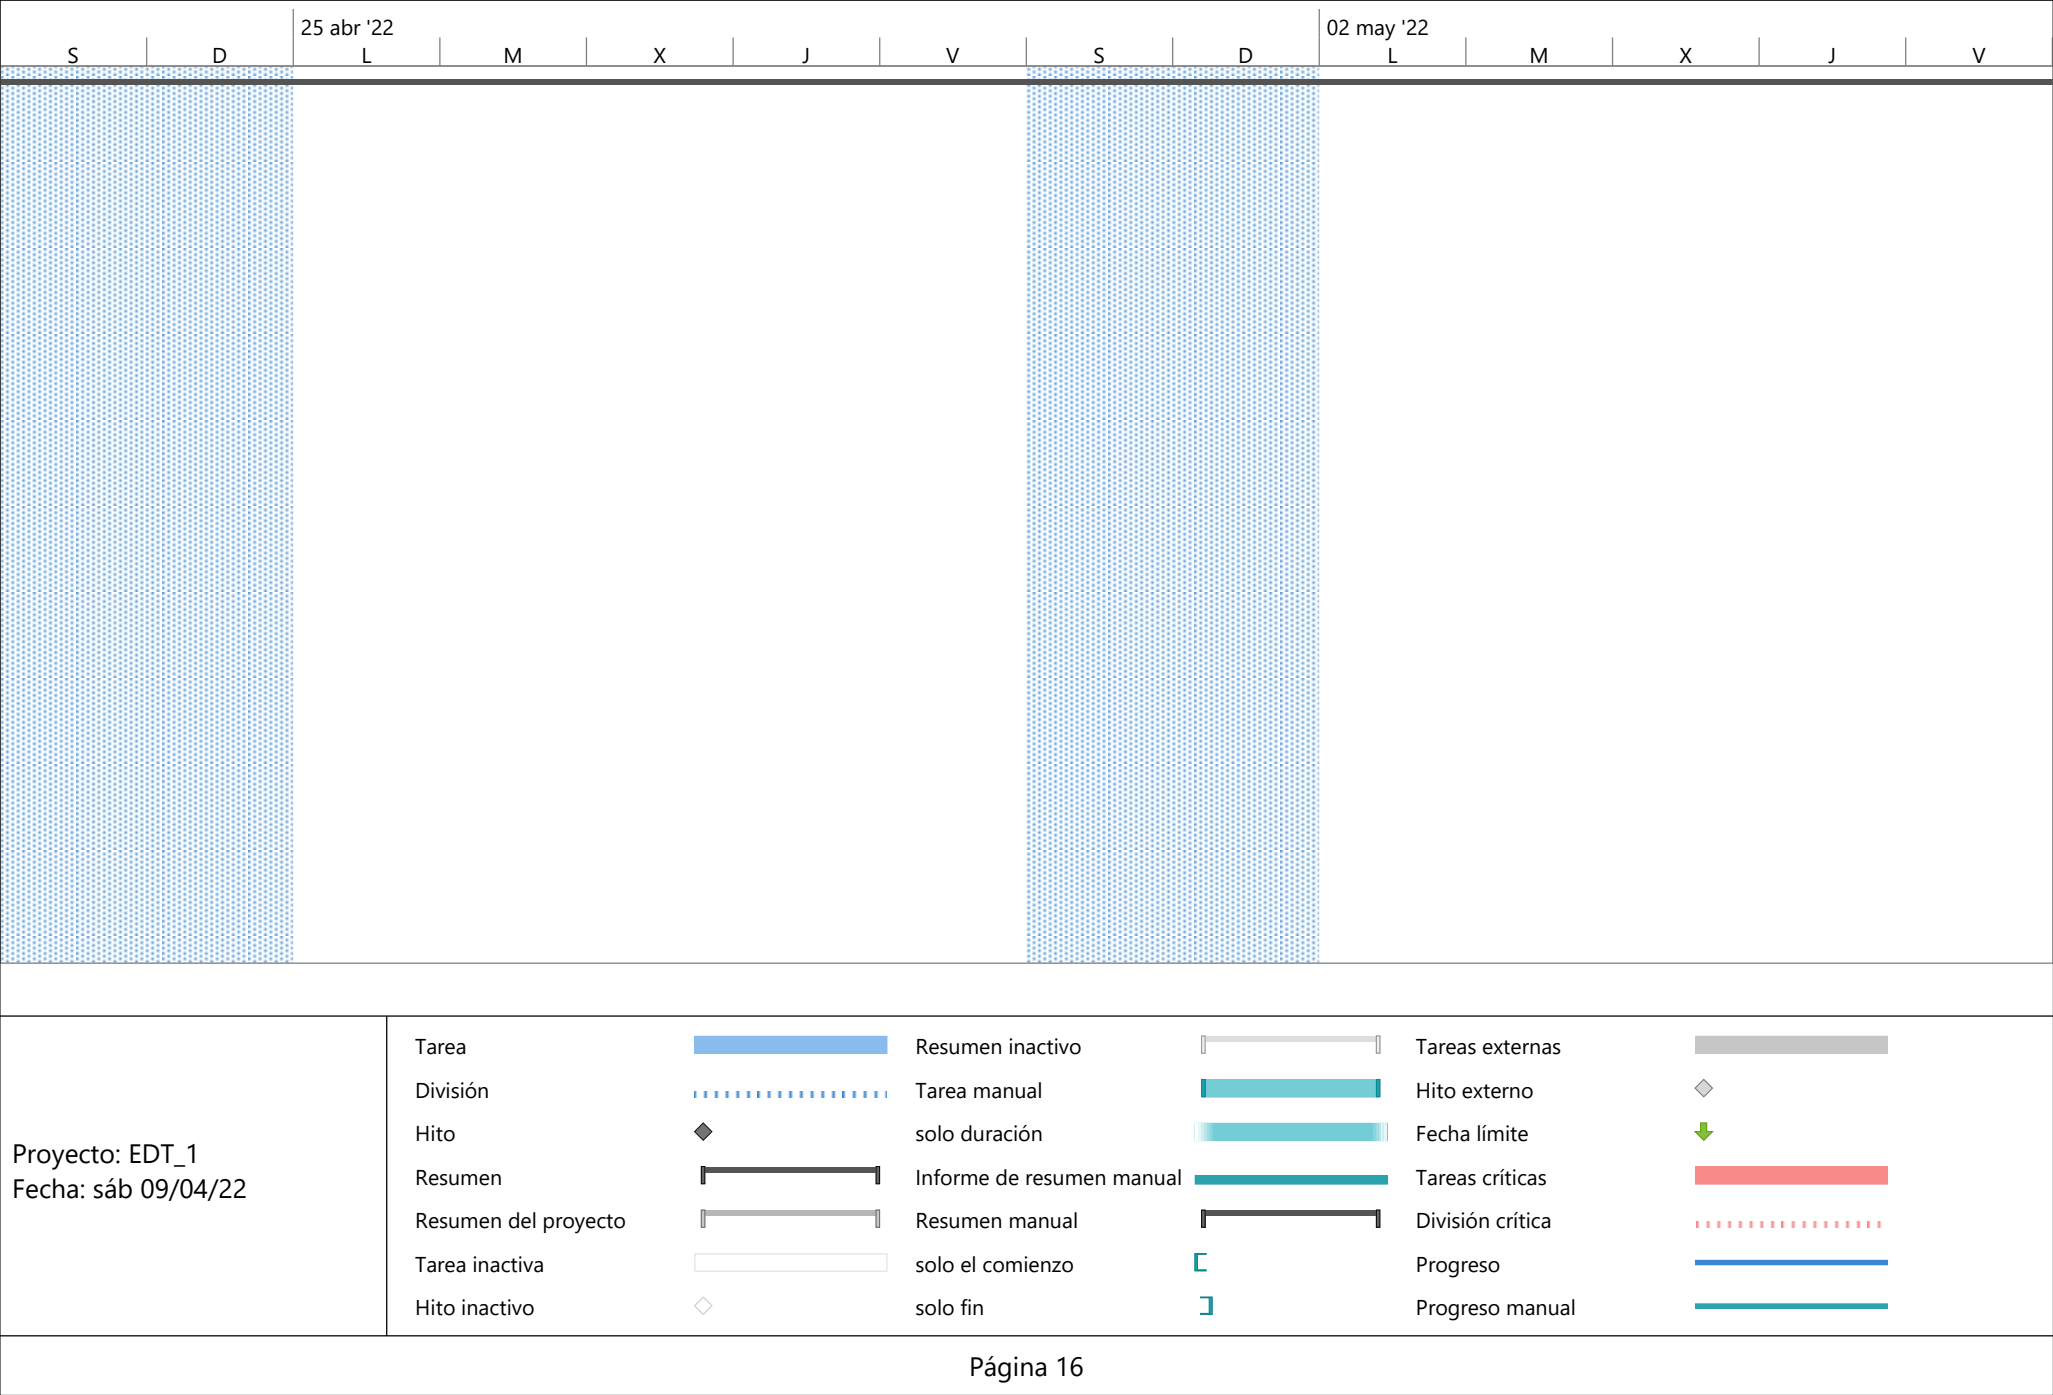 25 abr '22 02 may '22
S D L M X J V S D L M X J V
Tarea
División
Hito
Resumen
Resumen del proyecto
Tarea inactiva
Hito inactivo
Resumen inactivo
Tarea manual
solo duración
Informe de resumen manual
Resumen manual
solo el comienzo
solo fin
Tareas externas
Hito externo
Fecha límite
Tareas críticas
División crítica
Progreso
Progreso manual
Proyecto: EDT_1
Fecha: sáb 09/04/22
Página 16